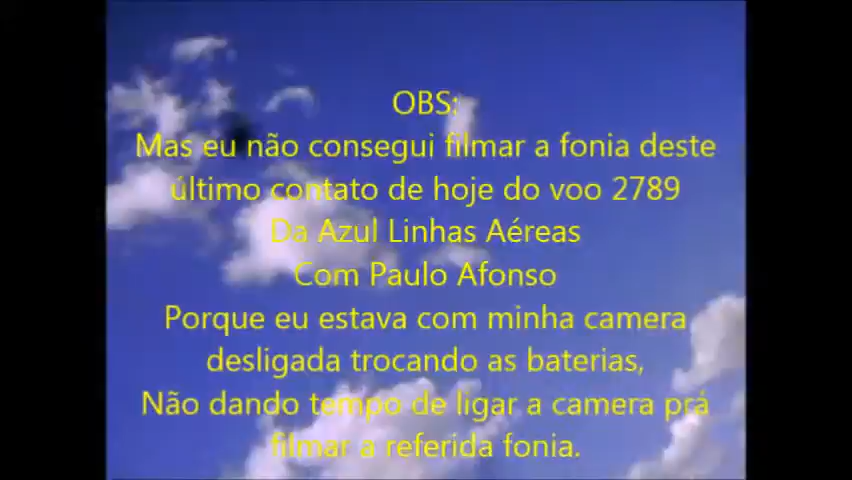 OBS:
Mas eu não consegui filmar a fonia deste
último contato de hoje do voo 2789
Da Azul Linhas Aéreas
Com Paulo Afonso
Porque eu estava com minha camera
desligada trocando as baterias,
Não dando tempo de ligar a camera prá
filmar a referida fonia.